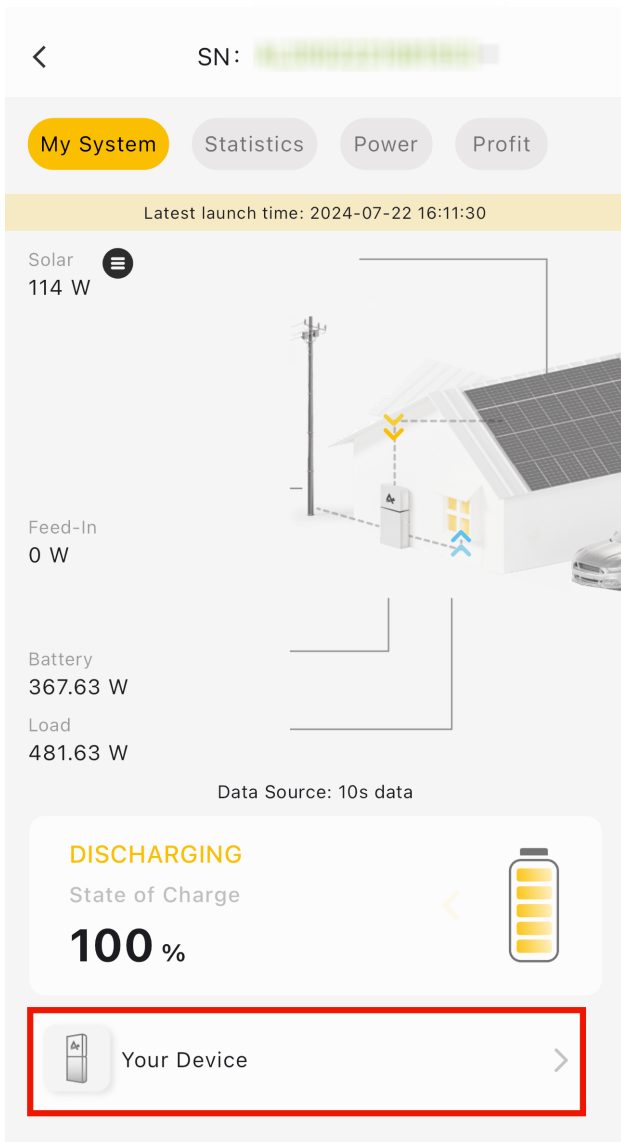 SN:
My System Statistics Power Profit
Latest launch time: 2024-07-22 16:11:30
Solar
114 W
Feed-In
0 W
Battery
367.63 W
Load
481.63 W
Data Source: 10s data
DISCHARGING
State of Charge
100 %
Your Device